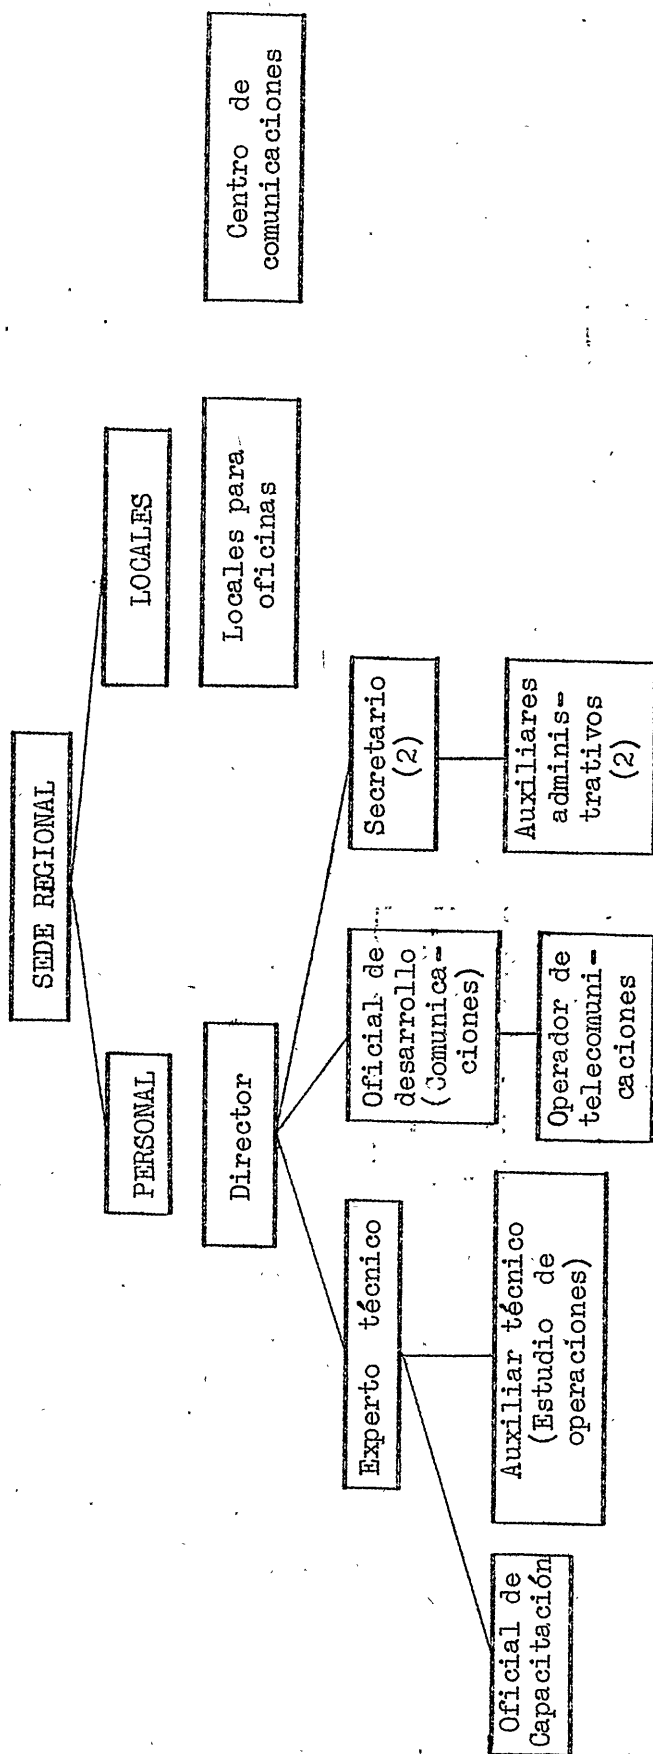 SEDE REGIONAL
PERSONAL
LOCALES
Director
Locales para
oficinas
Centro de
comunicaciones
Experto técnico
Oficial de
desarrollo
(Comunica-
ciones)
Secretario
(2)
Oficial de
Capacitación
Auxiliar técnico
(Estudio de
operaciones)
Operador de
telecomuni-
caciones
Auxiliares
adminis-
trativos
(2)